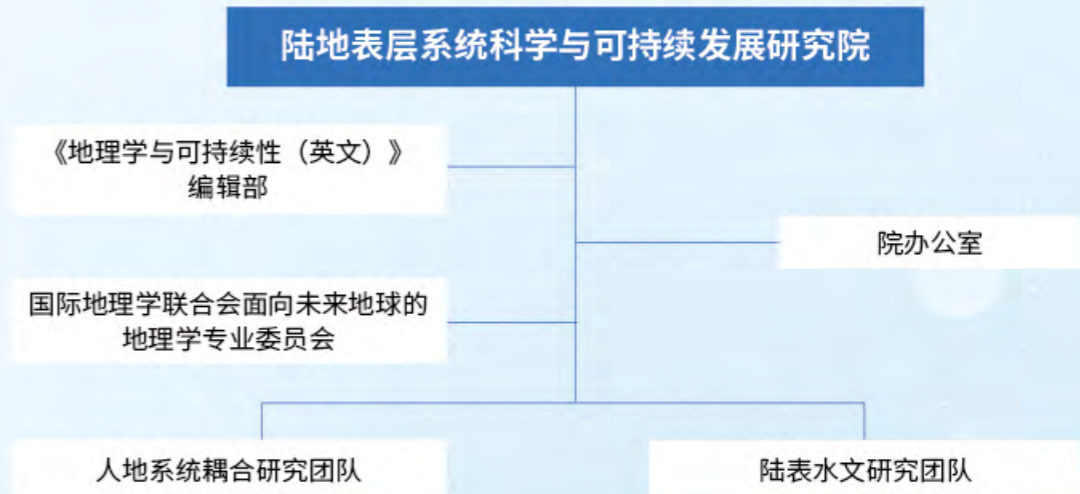 陆地表层系统科学与可持续发展研究院
《地理学与可持续性（英文）》
编辑部
院办公室
国际地理学联合会面向未来地球的
地理学专业委员会
人地系统耦合研究团队
陆表水文研究团队